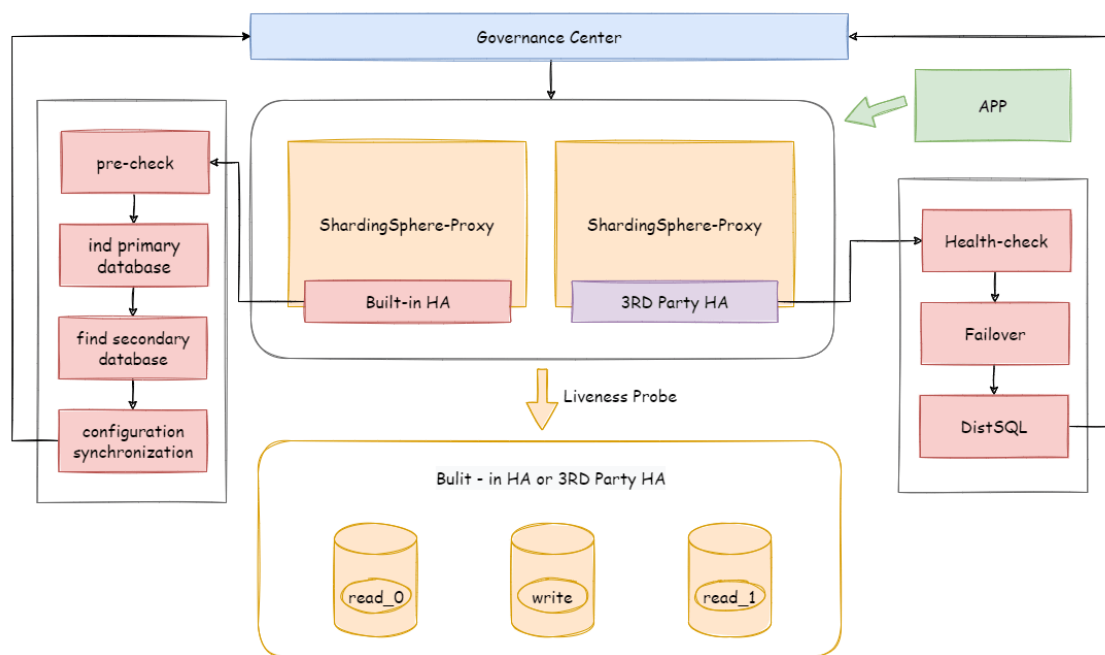 Governance Center
APP
pre-check
ind primary
database
find secondary
database
configuration
synchronization
ShardingSphere-Proxy
Built-in HA
ShardingSphere-Proxy
3RD Party HA
Health-check
Failover
DistSQL
Liveness Probe
Bulit - in HA or 3RD Party HA
read_0
write
read_1